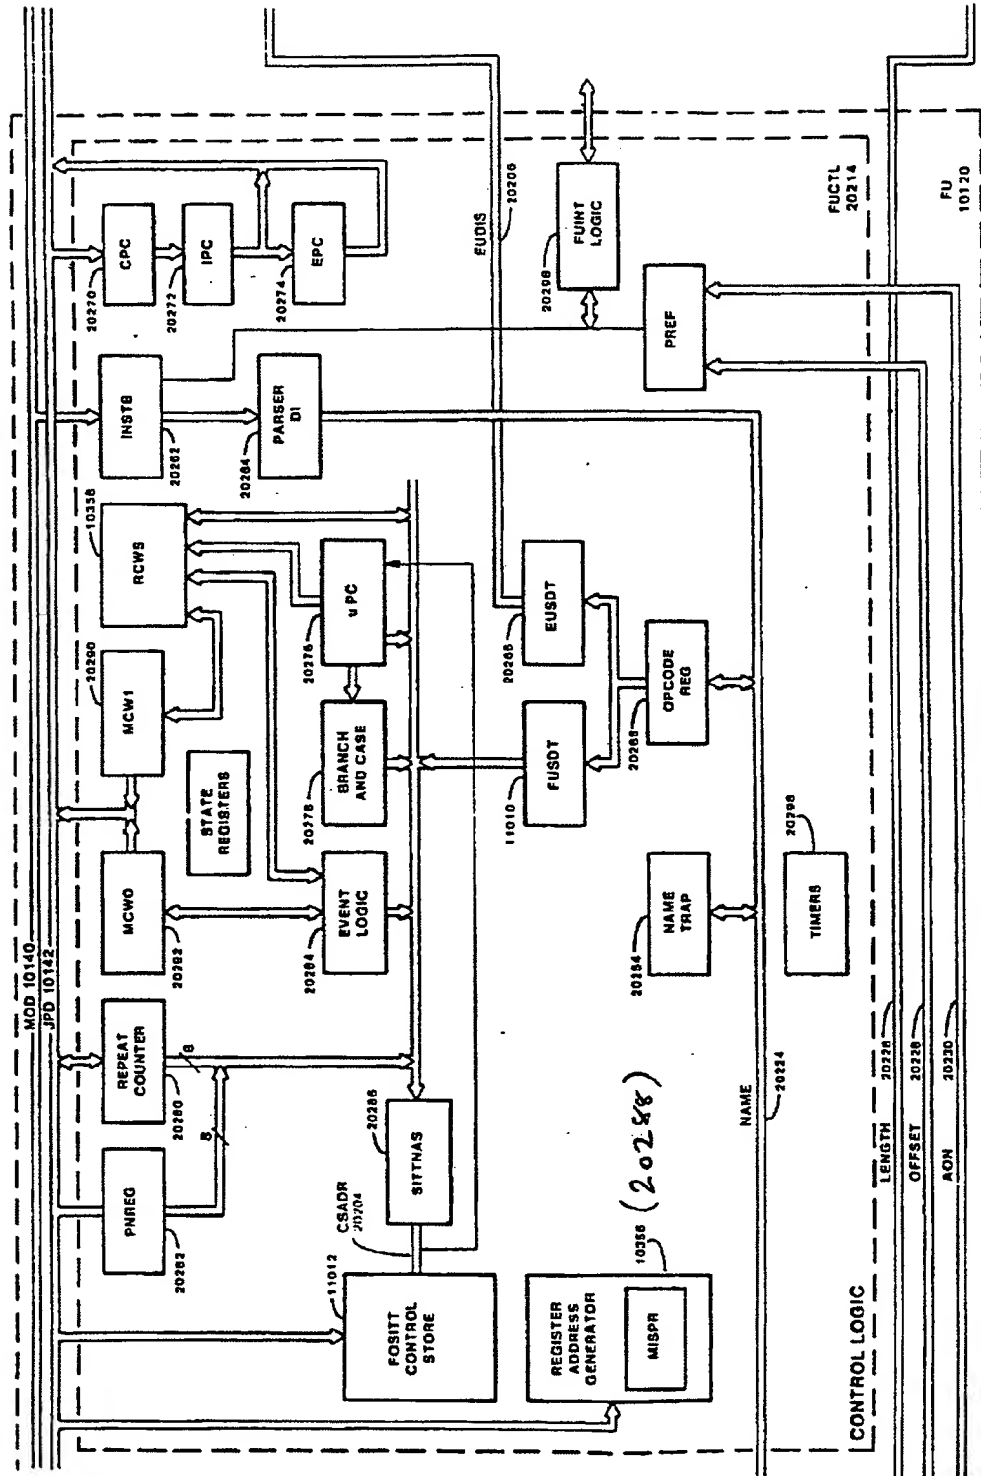 MOD 10140
JPD 10142
PNREG
20282
REPEAT
COUNTER
20280
8
8
MCW0
20292
MCW1
20290
STATE
REGISTERS
RCWS
10358
INSTB
20262
CPC
20270
IPC
20272
EPC
20274
PARSER
DI
20264
EVENT
LOGIC
20284
BRANCH
AND CASE
20278
uPC
20276
FOSITT
CONTROL
STORE
11012
CSADR
20204
SITTNAS
20286
FUSDT
11010
EUSDT
20266
EUDIS
20206
FUINT
LOGIC
20298
REGISTER
ADDRESS
GENERATOR
MISPR
10356
(20288)
NAME
TRAP
20254
OPCODE
REG
20268
PREF
NAME
20224
TIMERS
20296
CONTROL LOGIC
FUCTL
20214
LENGTH
20226
OFFSET
20228
AON
20230
FU
10120